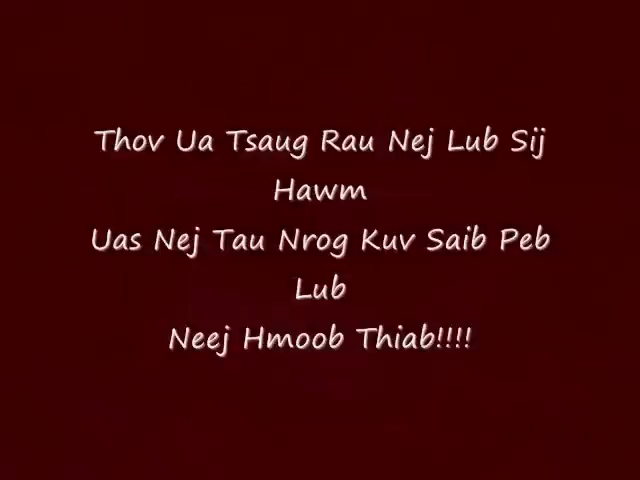 Thov Ua Tsaug Rau Nej Lub Sij
Hawm
Uas Nej Tau Nrog Kuv Saib Peb
Lub
Neej Hmoob Thiab!!!!